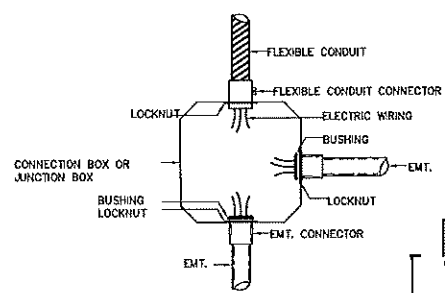 FLEXIBLE CONDUIT
FLEXIBLE CONDUIT CONNECTOR
LOCKNUT
ELECTRIC WIRING
BUSHING
CONNECTION BOX OR
JUNCTION BOX
EMT.
BUSHING
LOCKNUT
LOCKNUT
EMT. CONNECTOR
EMT.